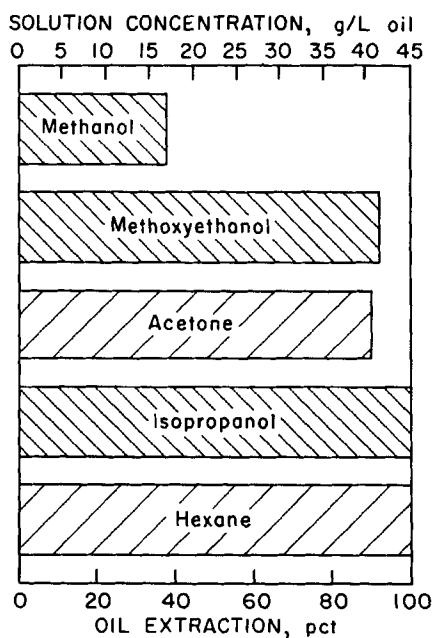 SOLUTION CONCENTRATION, g/L oil
0 5 10 15 20 25 30 35 40 45
Methanol
Methoxyethanol
Acetone
Isopropanol
Hexane
0 20 40 60 80 100
OIL EXTRACTION, pct